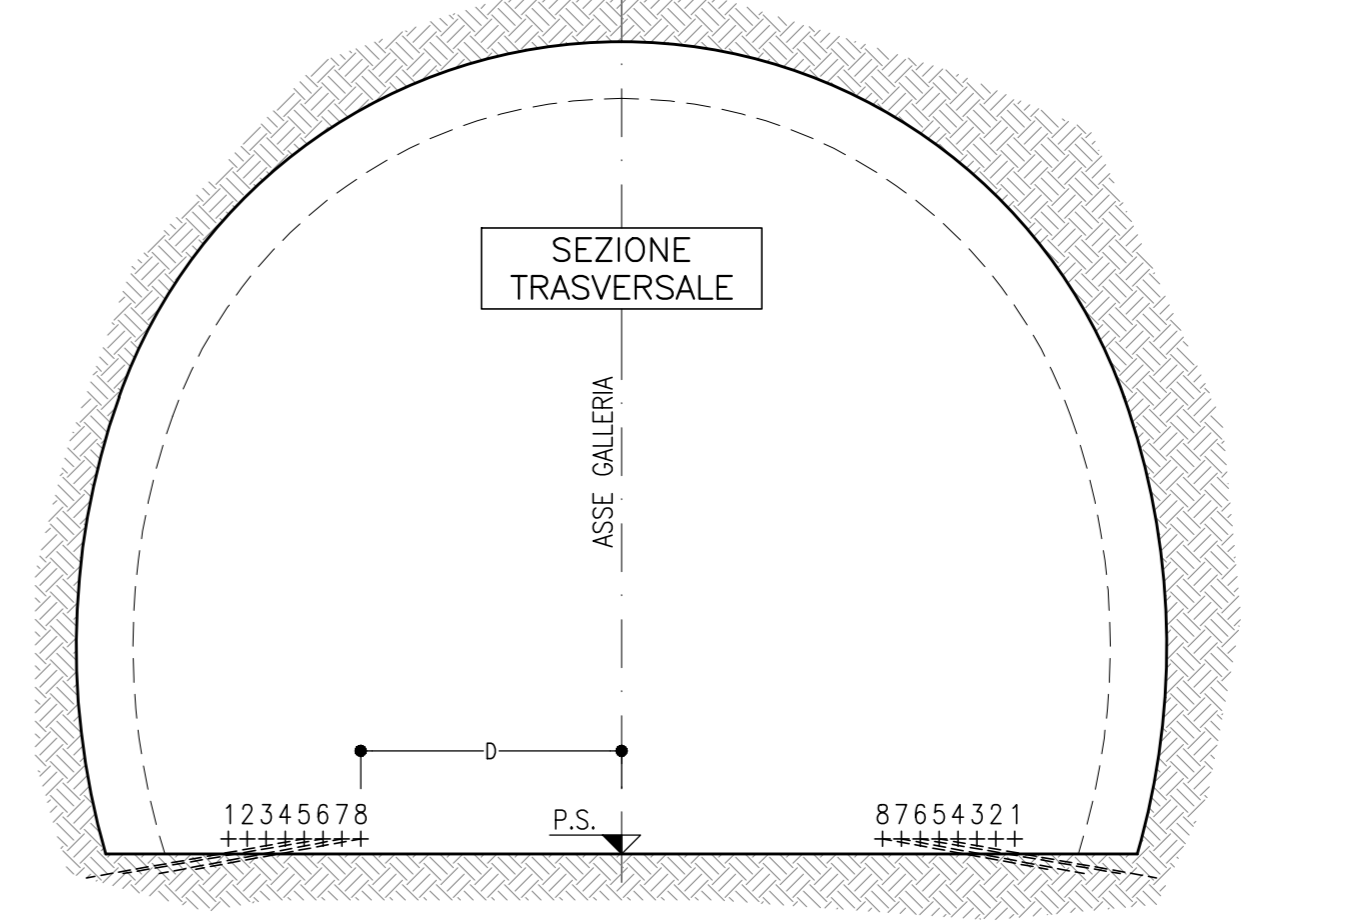 SEZIONE
TRASVERSALE
ASSE GALLERIA
D
12345678
P.S.
87654321